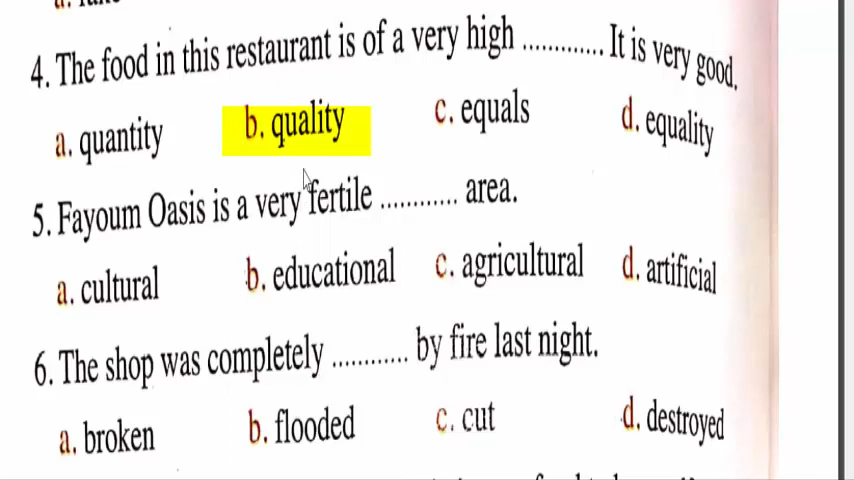 4. The food in this restaurant is of a very high ............. It is very good.
a. quantity b. quality c. equals d. equality
5. Fayoum Oasis is a very fertile ............ area.
a. cultural b. educational c. agricultural d. artificial
6. The shop was completely ............ by fire last night.
a. broken b. flooded c. cut d. destroyed